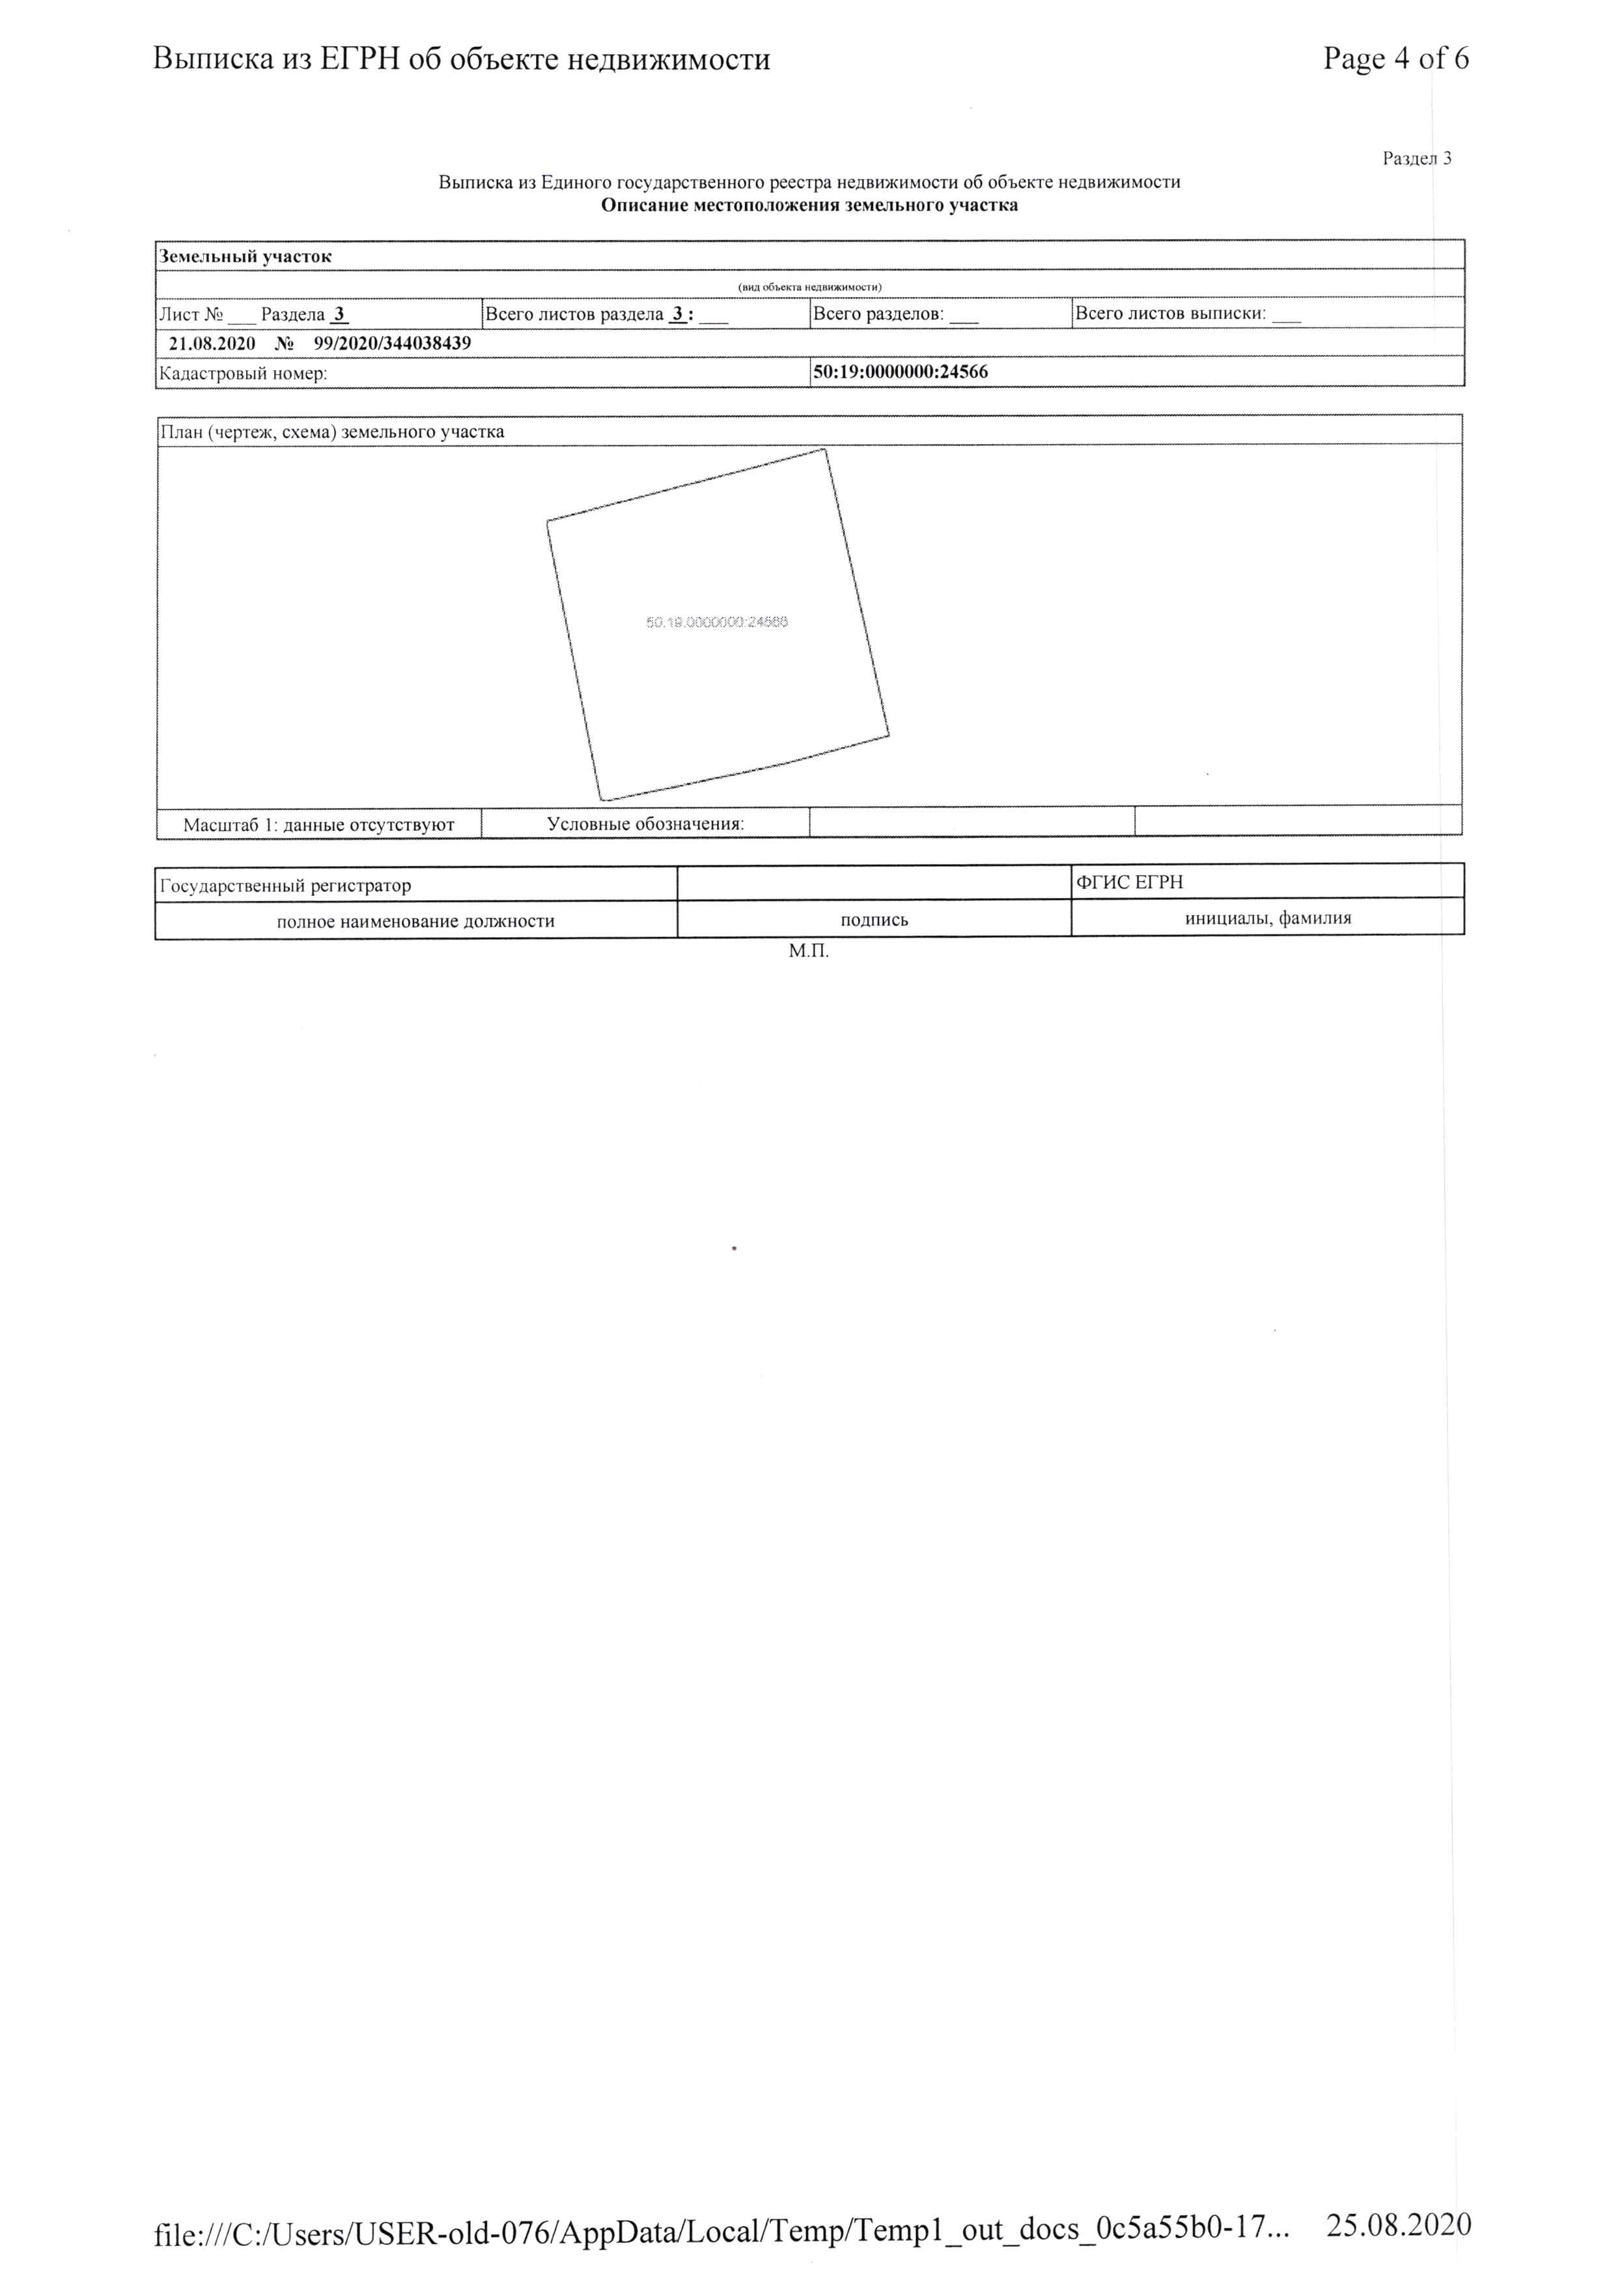 Выписка из ЕГРН об объекте недвижимости Page 4 of 6
Раздел 3
Выписка из Единого государственного реестра недвижимости об объекте недвижимости
Описание местоположения земельного участка
Земельный участок
(вид объекта недвижимости)
Лист № ___ Раздела 3 Всего листов раздела 3 : ___ Всего разделов: ___ Всего листов выписки: ___
21.08.2020 № 99/2020/344038439
Кадастровый номер: 50:19:0000000:24566
План (чертеж, схема) земельного участка
50:19:0000000:24566
Масштаб 1: данные отсутствуют Условные обозначения:
Государственный регистратор ФГИС ЕГРН
полное наименование должности подпись инициалы, фамилия
М.П.
file:///C:/Users/USER-old-076/AppData/Local/Temp/Temp1_out_docs_0c5a55b0-17... 25.08.2020